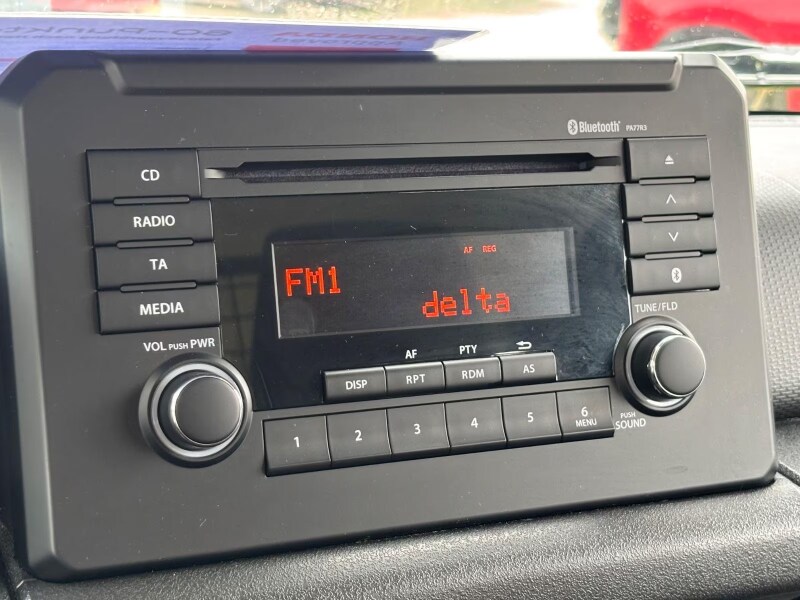 Bluetooth PA77R3
CD
RADIO
TA
MEDIA
VOL PUSH PWR
AF REG
FM1
delta
TUNE/FLD
AF PTY
DISP RPT RDM AS
1 2 3 4 5 6
MENU
PUSH
SOUND